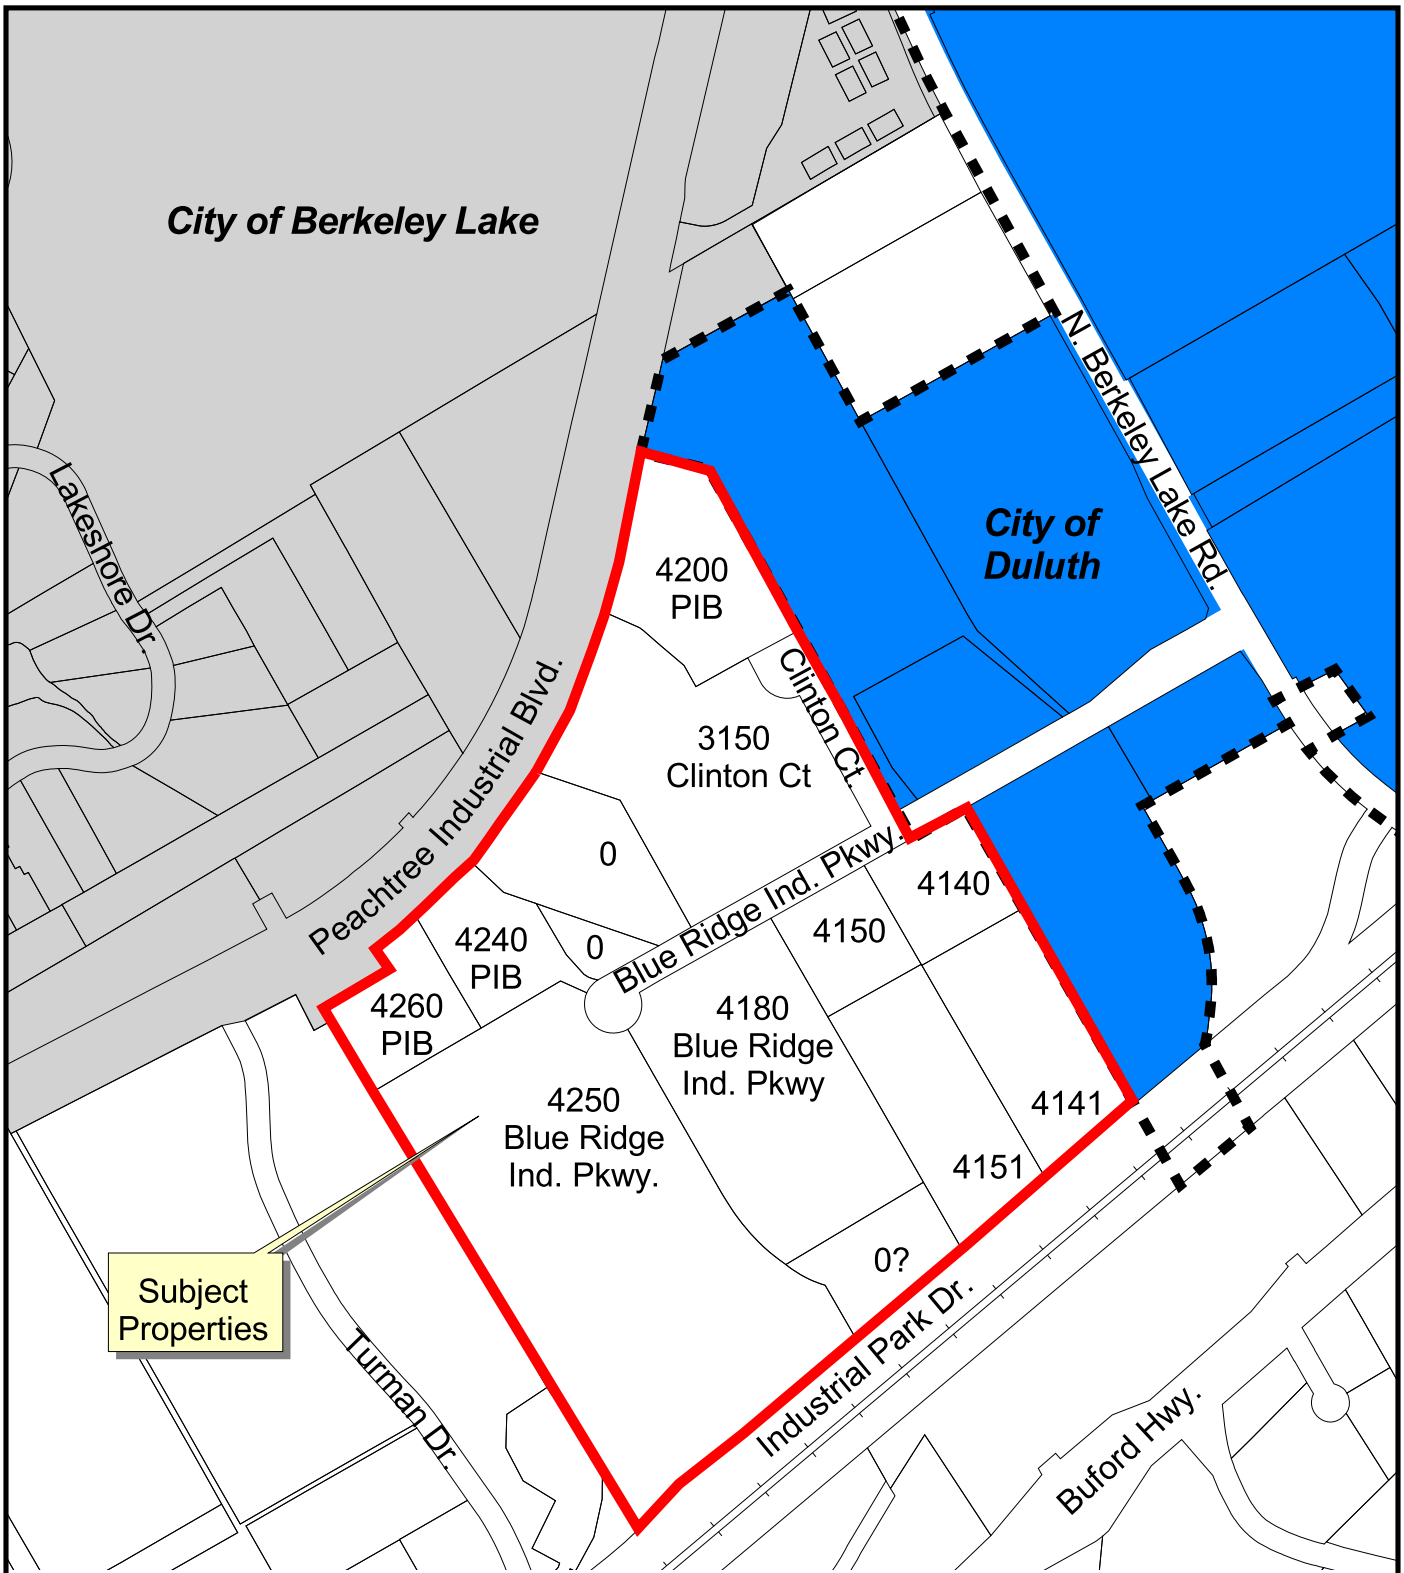 City of Berkeley Lake
N. Berkeley Lake Rd.
Lakeshore Dr.
City of
Duluth
4200
PIB
Clinton Ct.
3150
Clinton Ct
Peachtree Industrial Blvd.
0
Blue Ridge Ind. Pkwy.
4140
4150
4240
PIB
0
4260
PIB
4180
Blue Ridge
Ind. Pkwy
4250
Blue Ridge
Ind. Pkwy.
4141
4151
0?
Subject
Properties
Industrial Park Dr.
Turman Dr.
Buford Hwy.